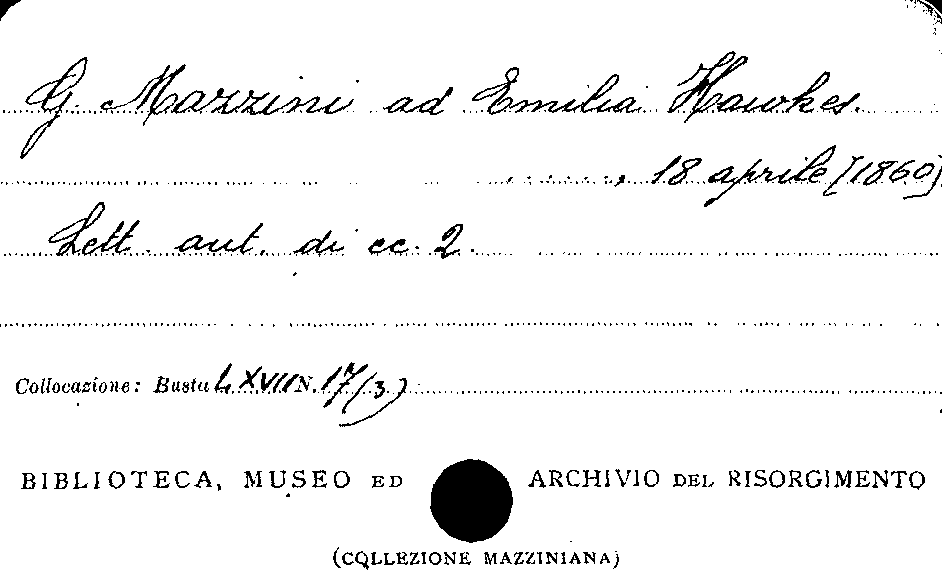 G. Mazzini ad Emilia Hawkes.
......., 18 aprile [1860]
Lett. aut. di cc. 2.
Collocazione: Busta LXVII N. 17/(3)
BIBLIOTECA, MUSEO ED ARCHIVIO DEL RISORGIMENTO
(COLLEZIONE MAZZINIANA)